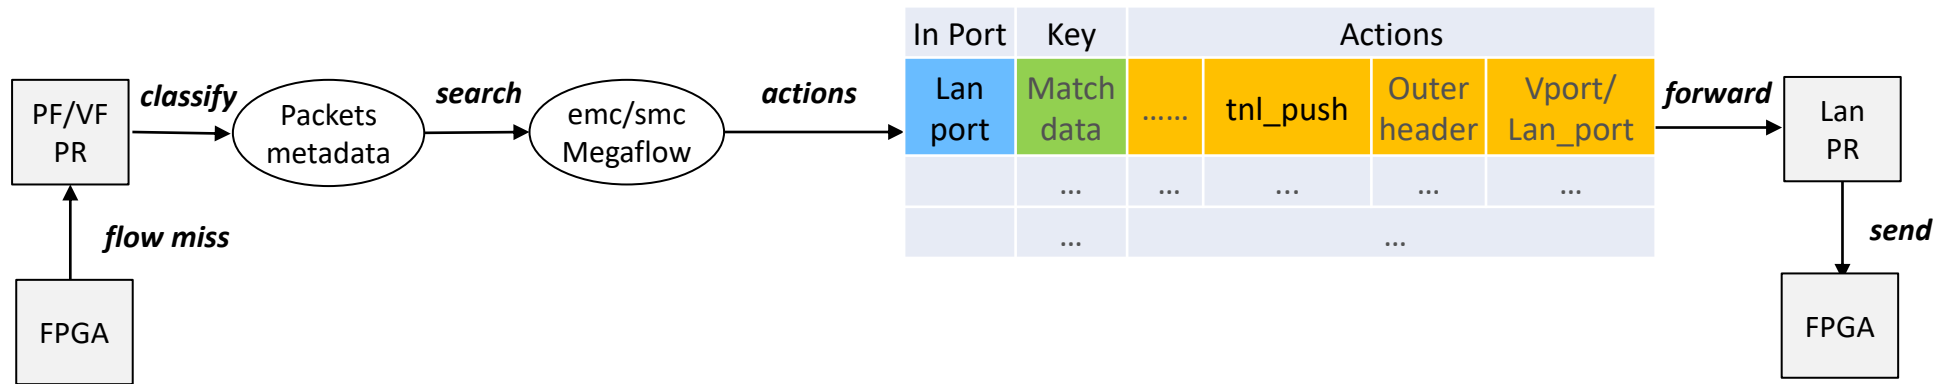 In Port Key Actions
classify
search
actions
forward
PF/VF
PR
Packets
metadata
emc/smc
Megaflow
Lan
port
Match
data
......
tnl_push
Outer
header
Vport/
Lan_port
Lan
PR
... ... ... ... ...
... ...
flow miss
send
FPGA
FPGA